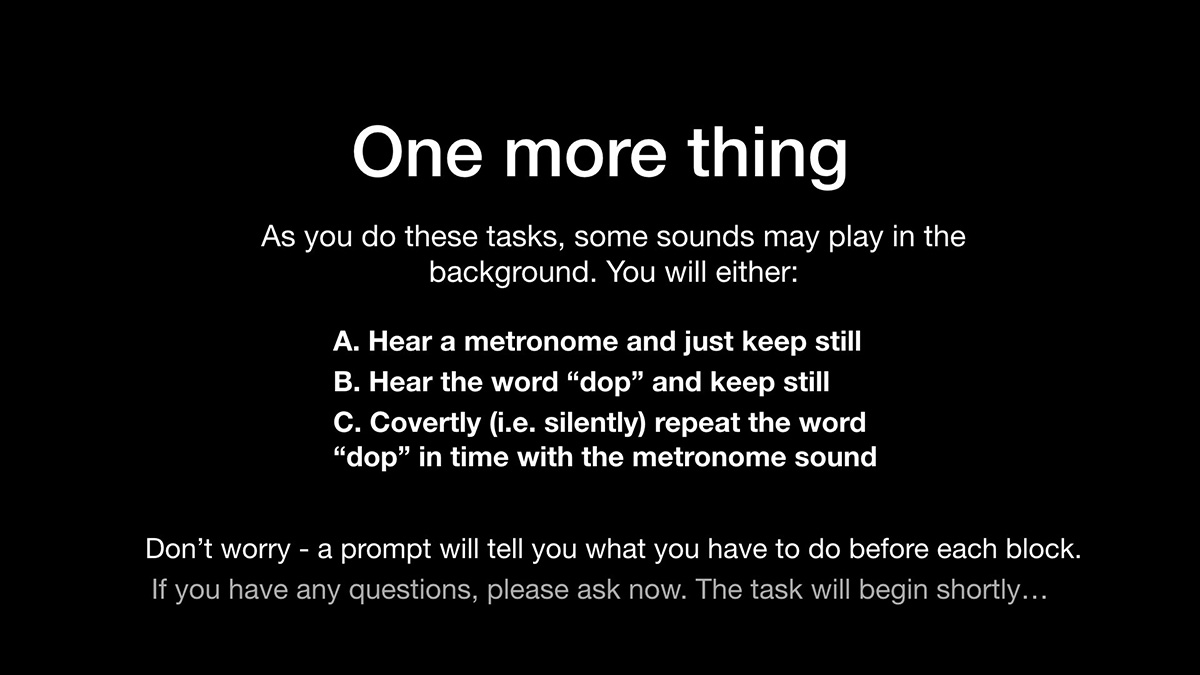 One more thing
As you do these tasks, some sounds may play in the
background. You will either:
A. Hear a metronome and just keep still
B. Hear the word “dop” and keep still
C. Covertly (i.e. silently) repeat the word
“dop” in time with the metronome sound
Don’t worry - a prompt will tell you what you have to do before each block.
If you have any questions, please ask now. The task will begin shortly…